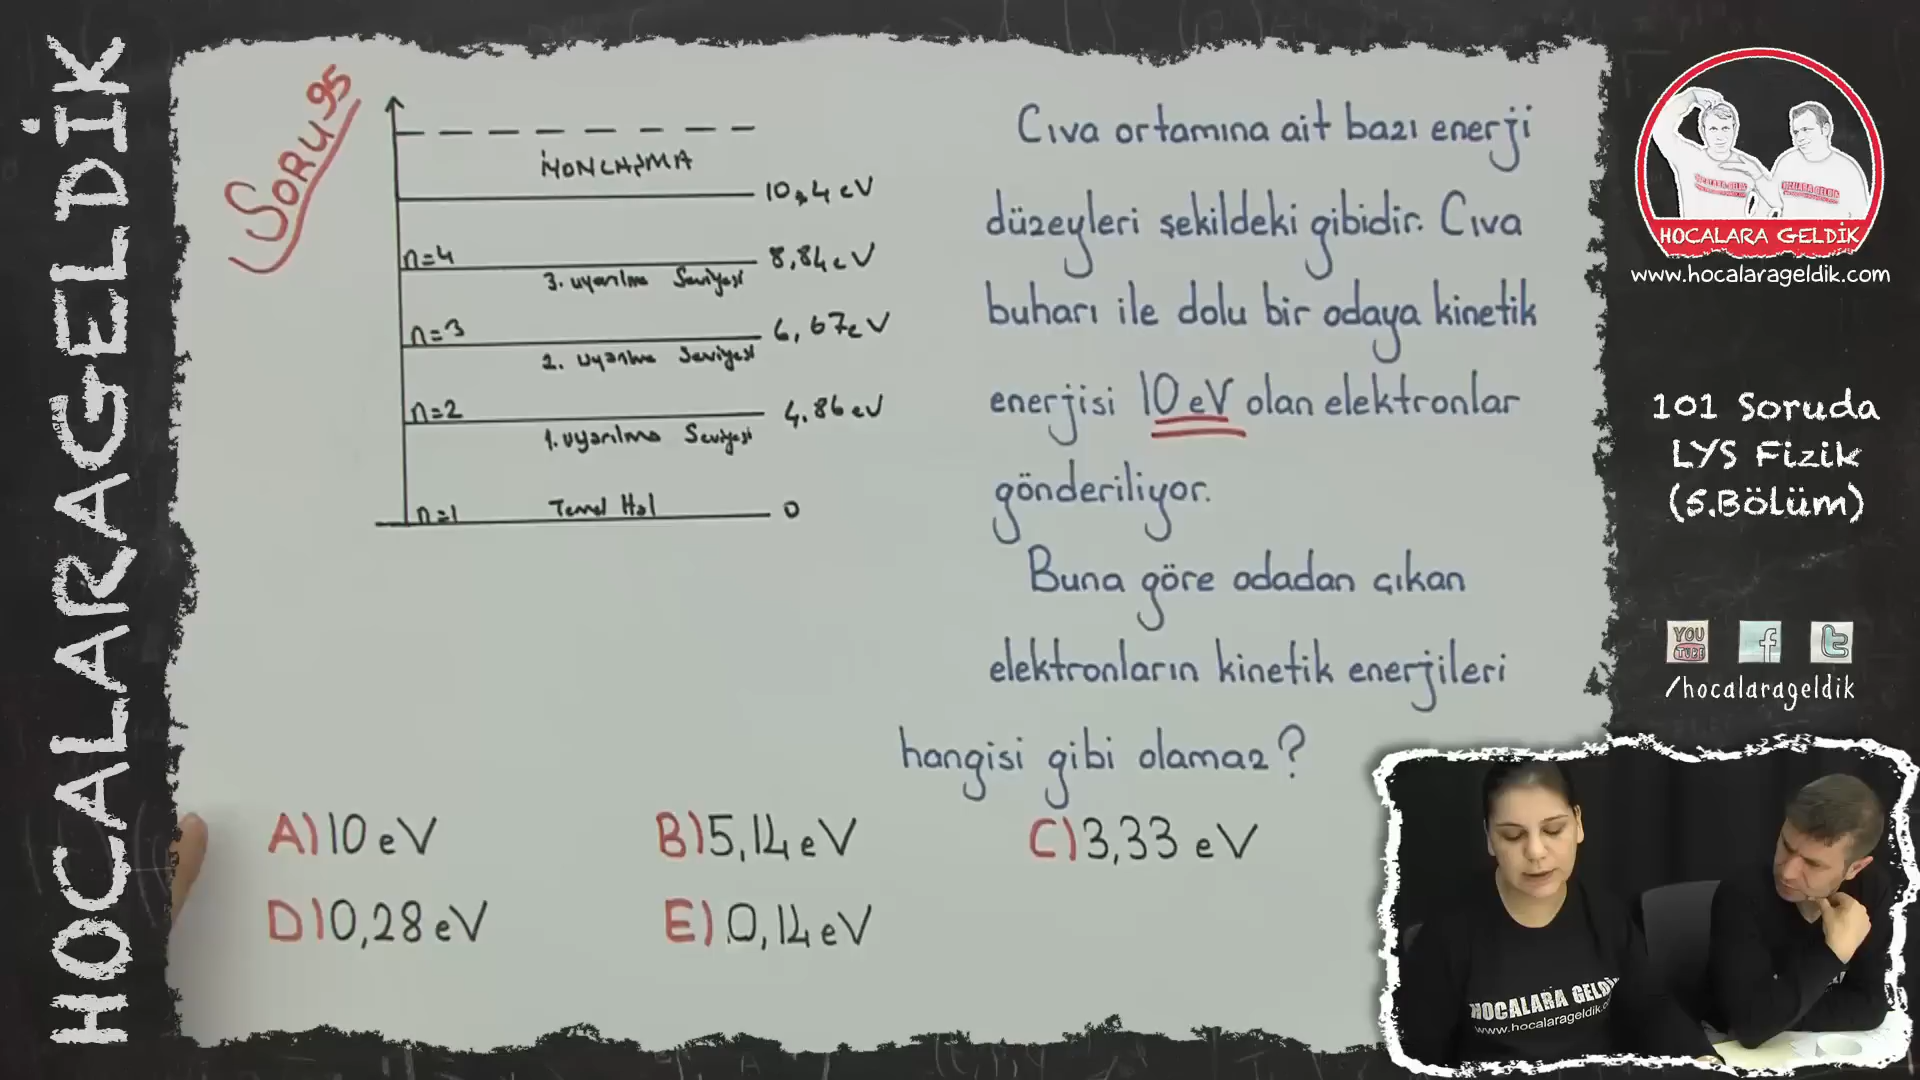 HOCALARAGELDİK
SORU 95
İYONLAŞMA
10,4 eV
n=4
8,84 eV
3. uyarılma Seviyesi
n=3
6,67eV
2. uyarılma Seviyesi
n=2
4.86 eV
1. uyarılma Seviyesi
n=1
Temel Hal
0
Cıva ortamına ait bazı enerji
düzeyleri şekildeki gibidir. Cıva
buharı ile dolu bir odaya kinetik
enerjisi 10 eV olan elektronlar
gönderiliyor.
Buna göre odadan çıkan
elektronların kinetik enerjileri
hangisi gibi olamaz?
A) 10 eV
B) 5,14 eV
C) 3,33 eV
D) 0,28 eV
E) 0,14 eV
HOCALARA GELDİK
www.hocalarageldik.com
101 Soruda
LYS Fizik
(5.Bölüm)
YOU
TUBE
f
t
/hocalarageldik
HOCALARA GELDİ
www.hocalarageldik.co